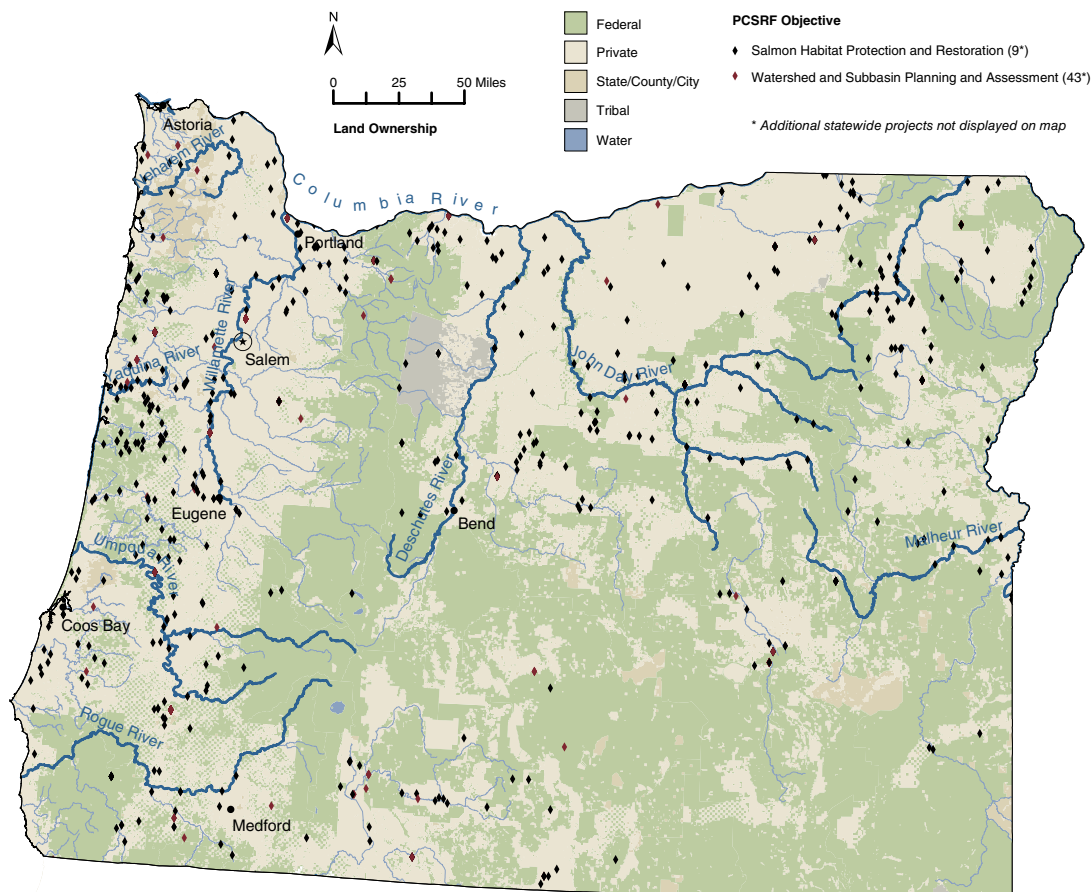 N
0 25 50 Miles
Land Ownership
Federal
Private
State/County/City
Tribal
Water
PCSRF Objective
Salmon Habitat Protection and Restoration (9*)
Watershed and Subbasin Planning and Assessment (43*)
* Additional statewide projects not displayed on map
Astoria
Nehalem River
Columbia River
Portland
Willamette River
Salem
Yaquina River
John Day River
Deschutes River
Eugene
Bend
Umpqua River
Malheur River
Coos Bay
Rogue River
Medford